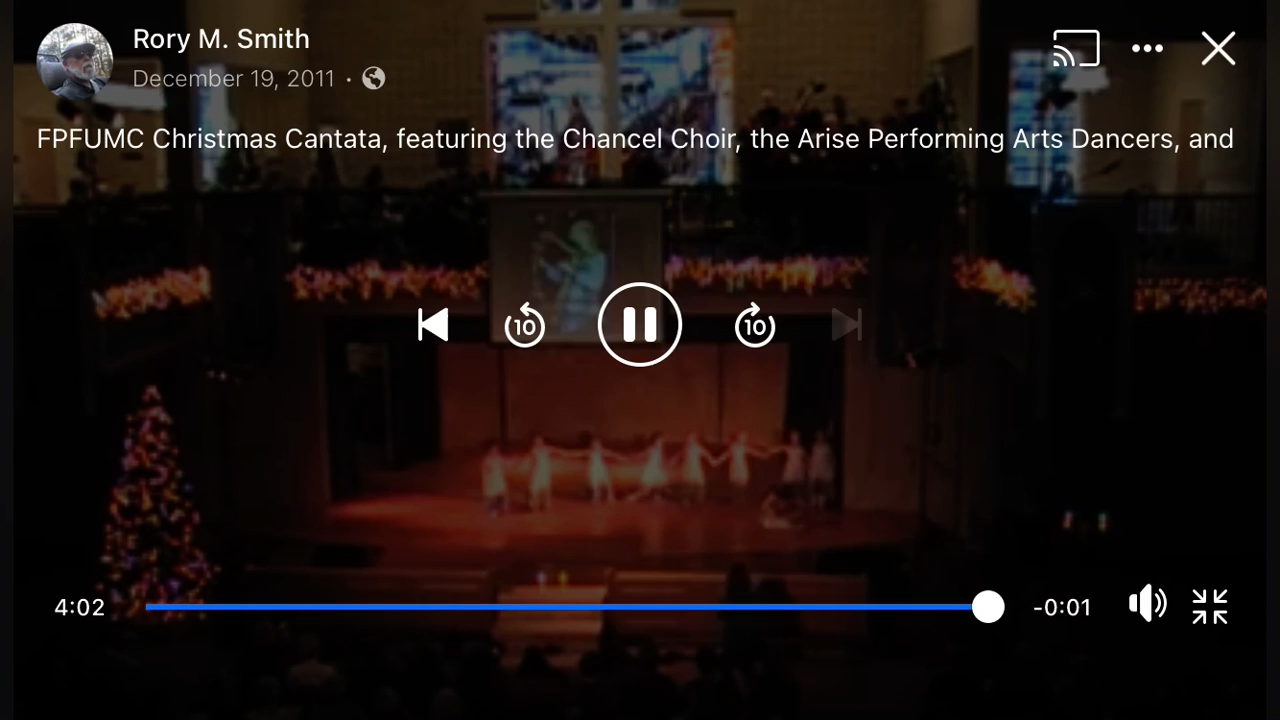 Rory M. Smith
December 19, 2011 ·
FPFUMC Christmas Cantata, featuring the Chancel Choir, the Arise Performing Arts Dancers, and
10
10
4:02
-0:01